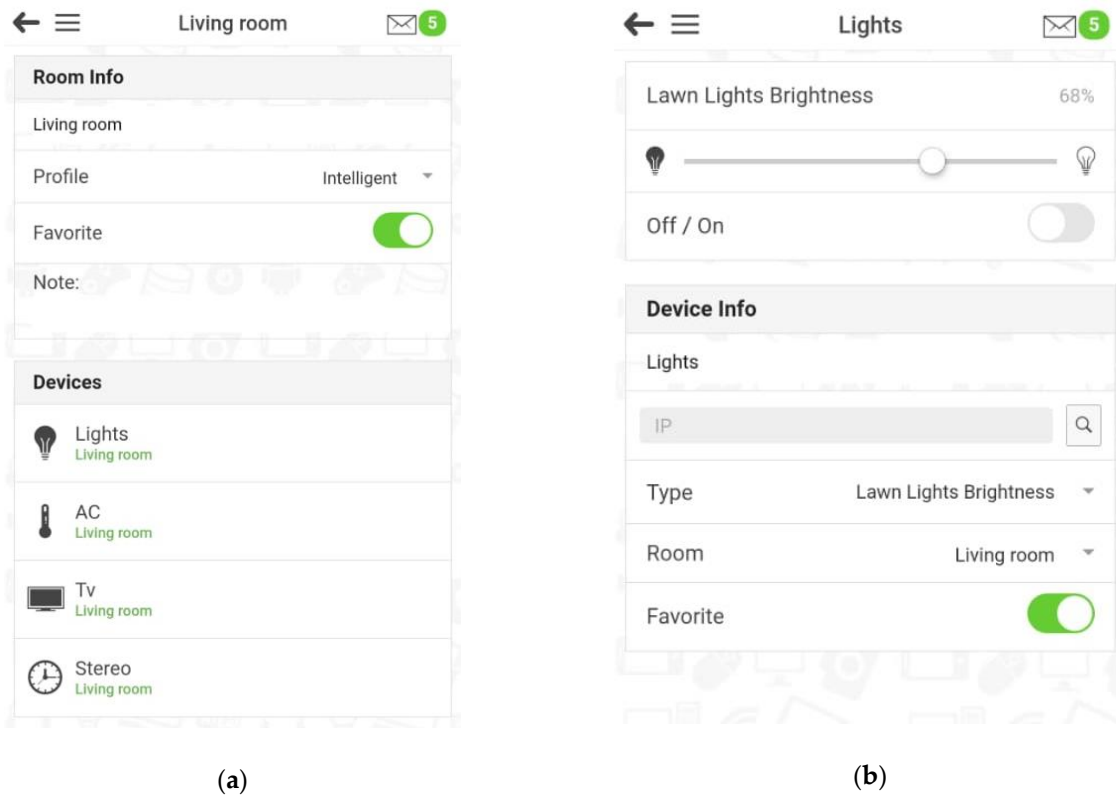 Living room 5
Room Info
Living room
Profile Intelligent
Favorite
Note:
Devices
Lights
Living room
AC
Living room
Tv
Living room
Stereo
Living room
(a)
Lights 5
Lawn Lights Brightness 68%
Off / On
Device Info
Lights
IP
Type Lawn Lights Brightness
Room Living room
Favorite
(b)